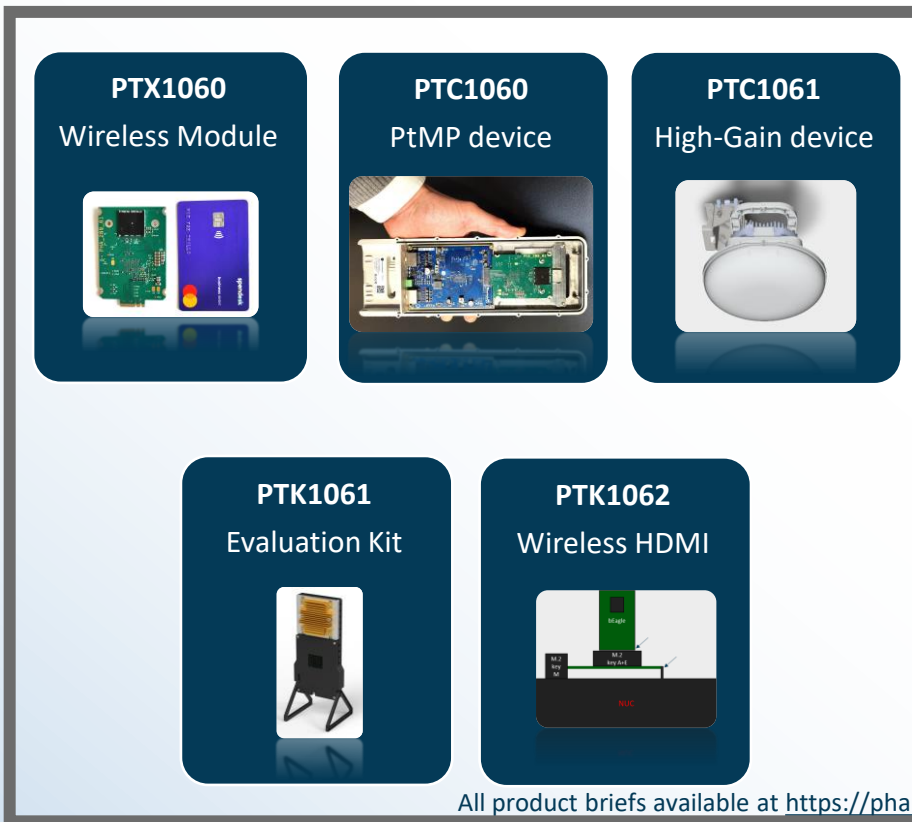 PTX1060
Wireless Module
PTC1060
PtMP device
PTC1061
High-Gain device
PTK1061
Evaluation Kit
PTK1062
Wireless HDMI
bEagle
M.2
key A+E
M.2
key
M
NUC
All product briefs available at https://pha